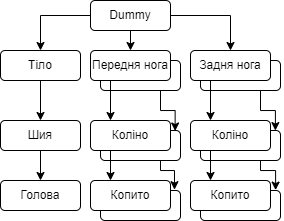 Dummy
Тіло
Передня нога
Задня нога
Шия
Коліно
Коліно
Голова
Копито
Копито